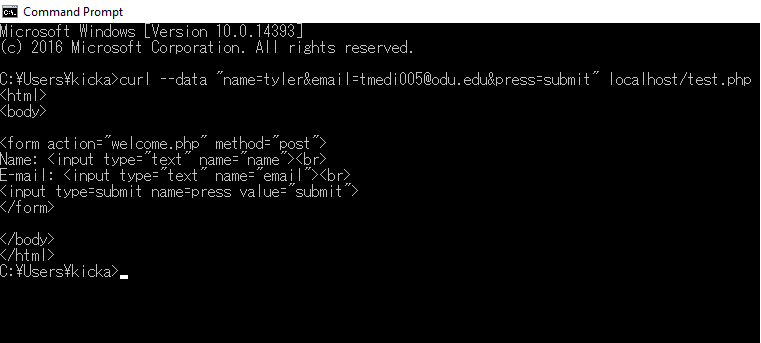 Command Prompt
Microsoft Windows [Version 10.0.14393]
(c) 2016 Microsoft Corporation. All rights reserved.
C:¥Users¥kicka>curl --data "name=tyler&email=tmedi005@odu.edu&press=submit" localhost/test.php
<html>
<body>
<form action="welcome.php" method="post">
Name: <input type="text" name="name"><br>
E-mail: <input type="text" name="email"><br>
<input type=submit name=press value="submit">
</form>
</body>
</html>
C:¥Users¥kicka>